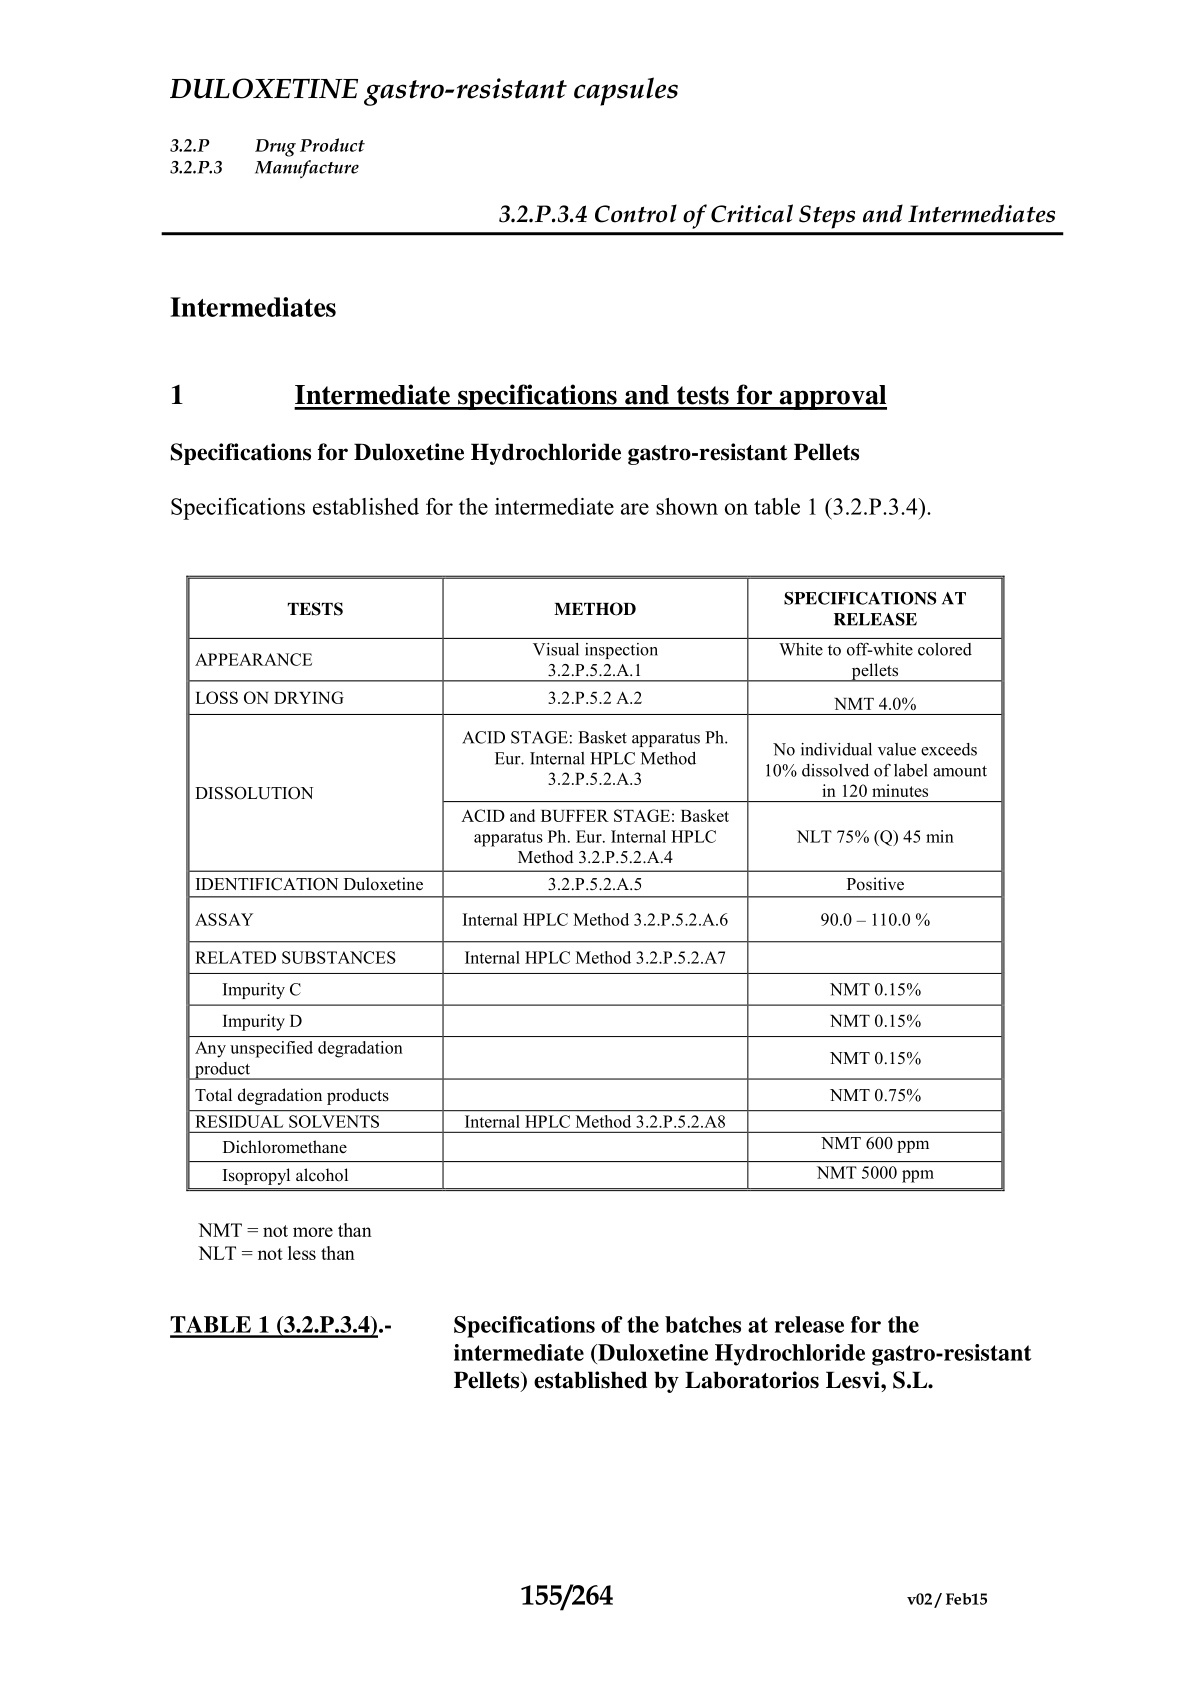 DULOXETINE gastro-resistant capsules
3.2.P Drug Product
3.2.P.3 Manufacture
3.2.P.3.4 Control of Critical Steps and Intermediates
Intermediates
1 Intermediate specifications and tests for approval
Specifications for Duloxetine Hydrochloride gastro-resistant Pellets
Specifications established for the intermediate are shown on table 1 (3.2.P.3.4).
TESTS
METHOD
SPECIFICATIONS AT
RELEASE
APPEARANCE
Visual inspection
3.2.P.5.2.A.1
White to off-white colored
pellets
LOSS ON DRYING
3.2.P.5.2 A.2
NMT 4.0%
DISSOLUTION
ACID STAGE: Basket apparatus Ph.
Eur. Internal HPLC Method
3.2.P.5.2.A.3
No individual value exceeds
10% dissolved of label amount
in 120 minutes
ACID and BUFFER STAGE: Basket
apparatus Ph. Eur. Internal HPLC
Method 3.2.P.5.2.A.4
NLT 75% (Q) 45 min
IDENTIFICATION Duloxetine
3.2.P.5.2.A.5
Positive
ASSAY
Internal HPLC Method 3.2.P.5.2.A.6
90.0 – 110.0 %
RELATED SUBSTANCES
Internal HPLC Method 3.2.P.5.2.A7
Impurity C
NMT 0.15%
Impurity D
NMT 0.15%
Any unspecified degradation
product
NMT 0.15%
Total degradation products
NMT 0.75%
RESIDUAL SOLVENTS
Internal HPLC Method 3.2.P.5.2.A8
Dichloromethane
NMT 600 ppm
Isopropyl alcohol
NMT 5000 ppm
NMT = not more than
NLT = not less than
TABLE 1 (3.2.P.3.4).- Specifications of the batches at release for the
intermediate (Duloxetine Hydrochloride gastro-resistant
Pellets) established by Laboratorios Lesvi, S.L.
155/264
v02 / Feb15